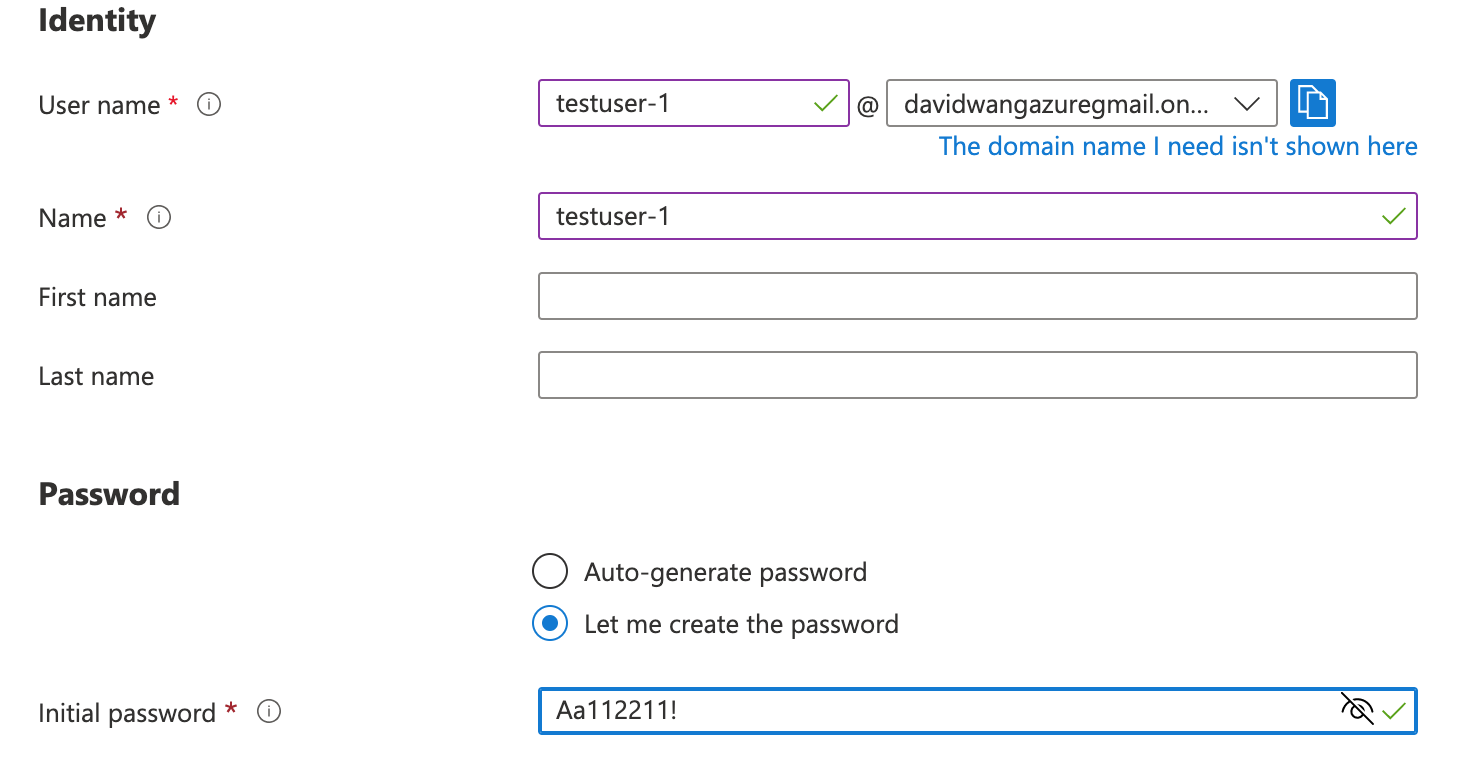 Identity
User name * testuser-1 @ davidwangazuregmail.on...
The domain name I need isn't shown here
Name * testuser-1
First name
Last name
Password
Auto-generate password
Let me create the password
Initial password * Aa112211!